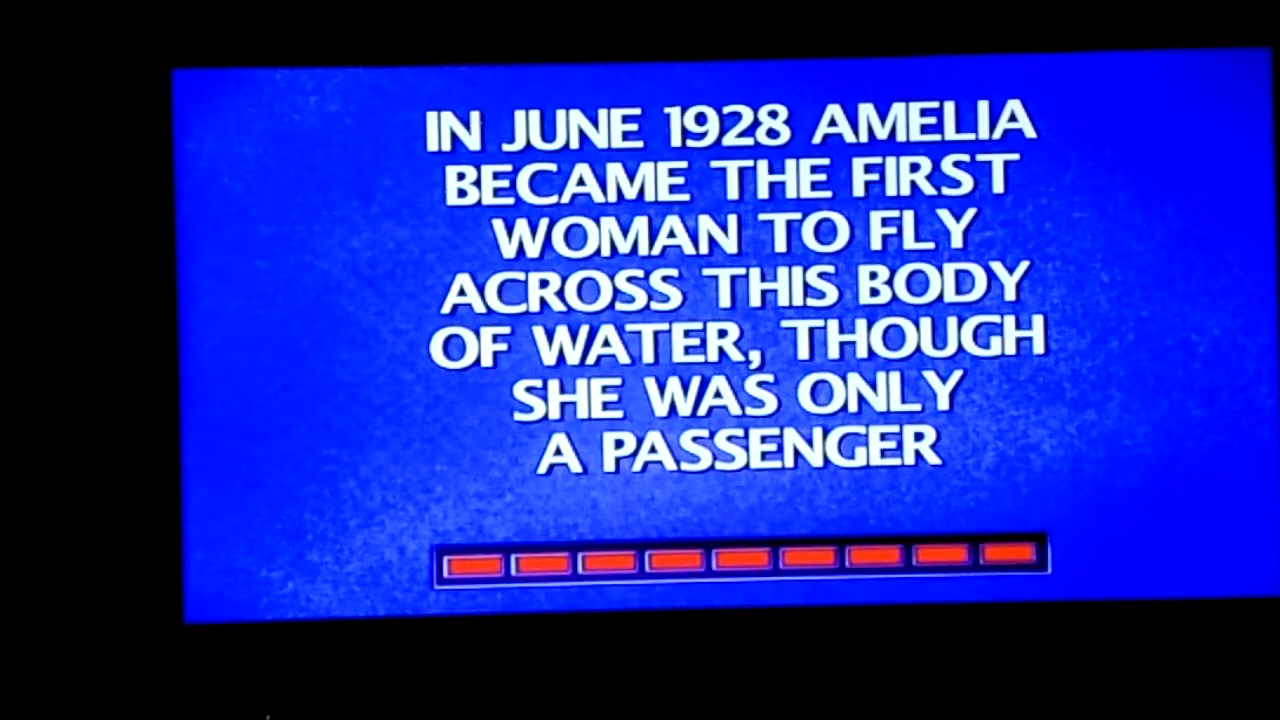 IN JUNE 1928 AMELIA
BECAME THE FIRST
WOMAN TO FLY
ACROSS THIS BODY
OF WATER, THOUGH
SHE WAS ONLY
A PASSENGER